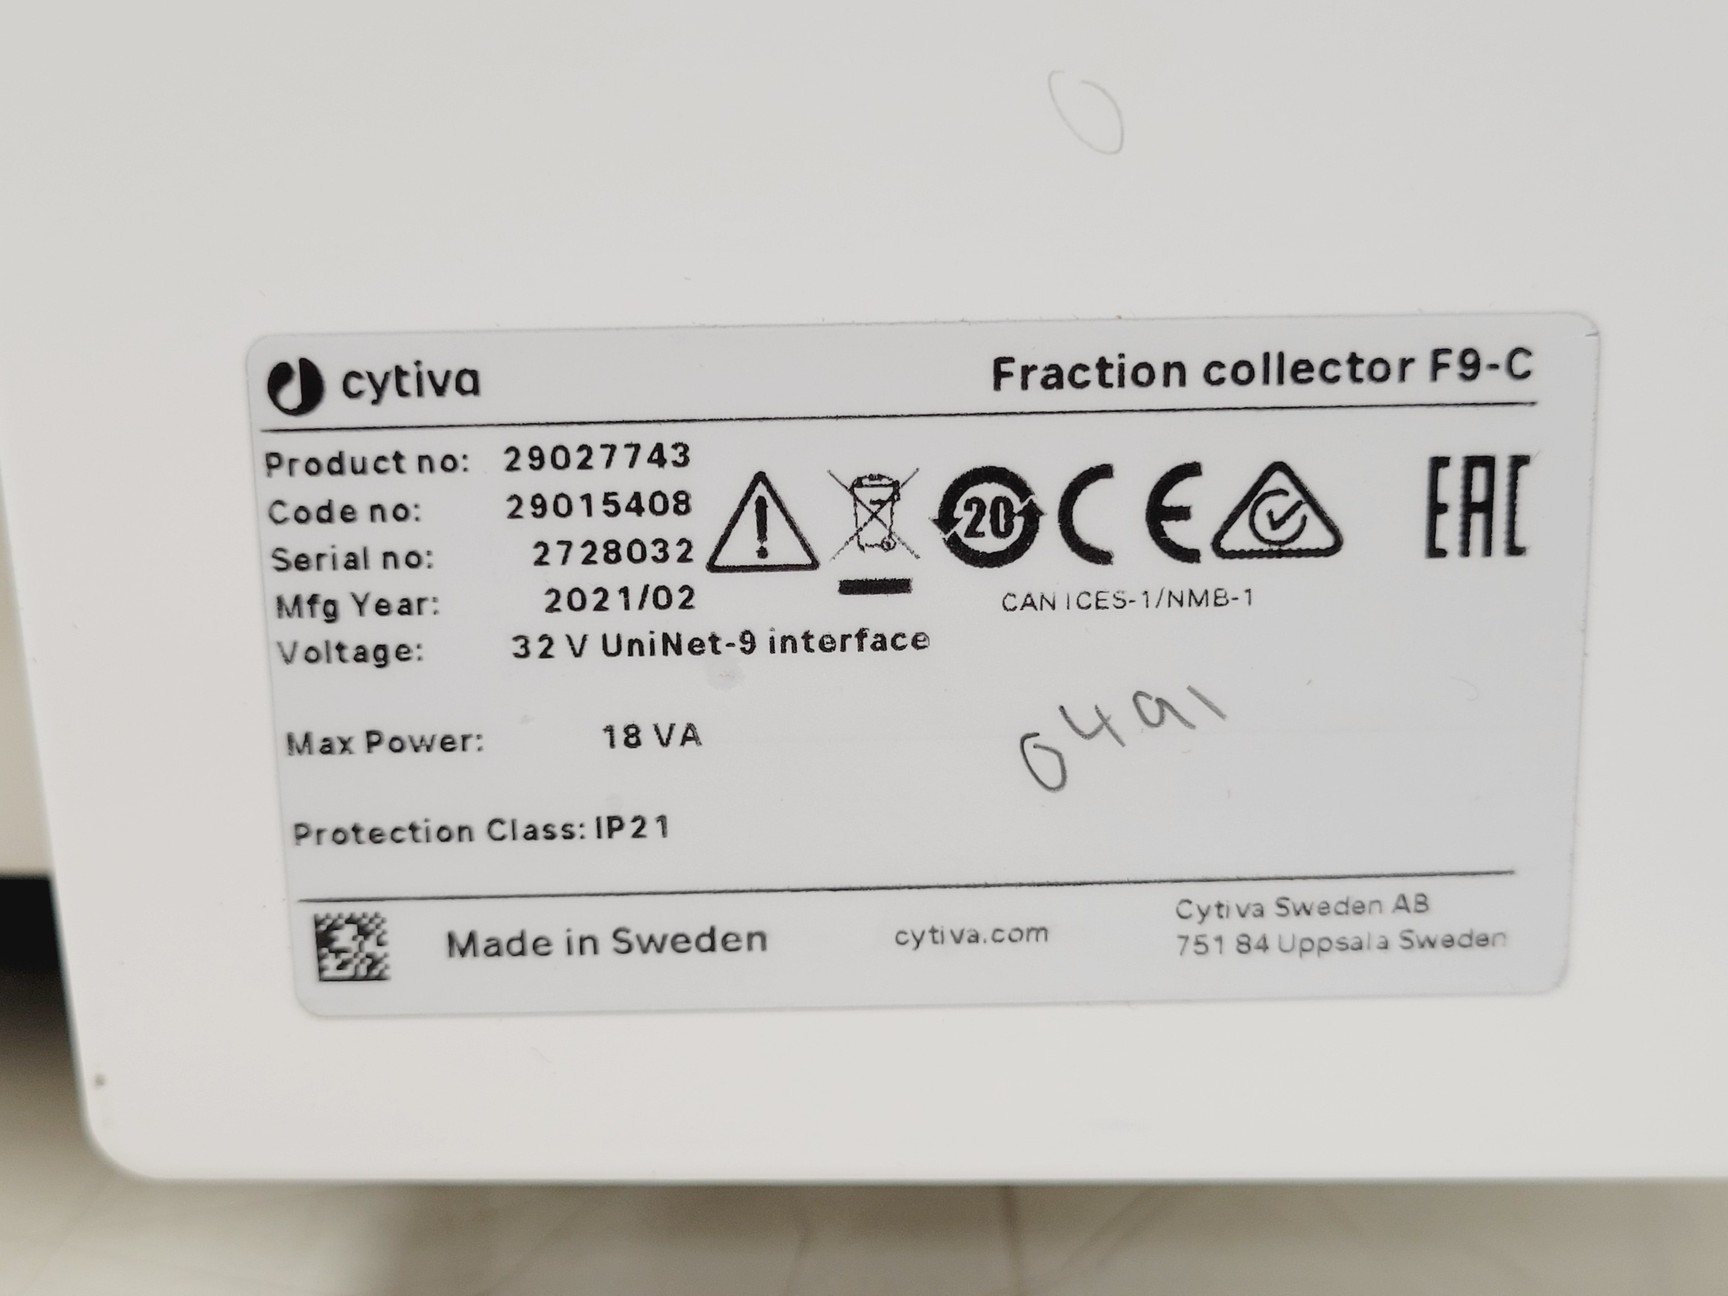 cytiva
Fraction collector F9-C
Product no: 29027743
Code no: 29015408
Serial no: 2728032
Mfg Year: 2021/02
Voltage: 32 V UniNet-9 interface
20
CE
EAC
CAN ICES-1/NMB-1
Max Power: 18 VA
0491
Protection Class: IP21
Made in Sweden
cytiva.com
Cytiva Sweden AB
751 84 Uppsala Sweden